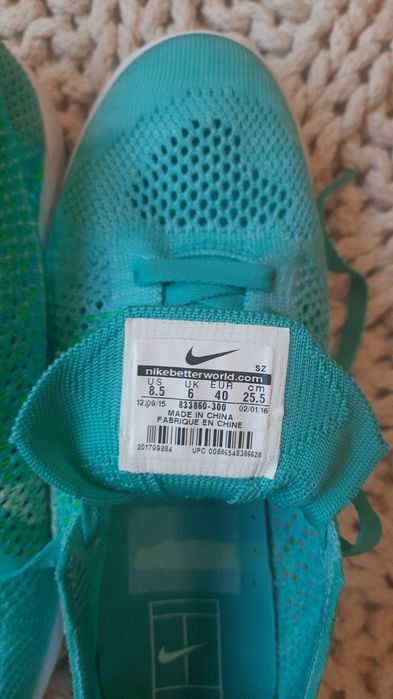 SZ
nikebetterworld.com
US UK EUR cm
8.5 6 40 25.5
12/09/15 833860-300 02/01/16
MADE IN CHINA
FABRIQUE EN CHINE
201799884 UPC 00886548386628